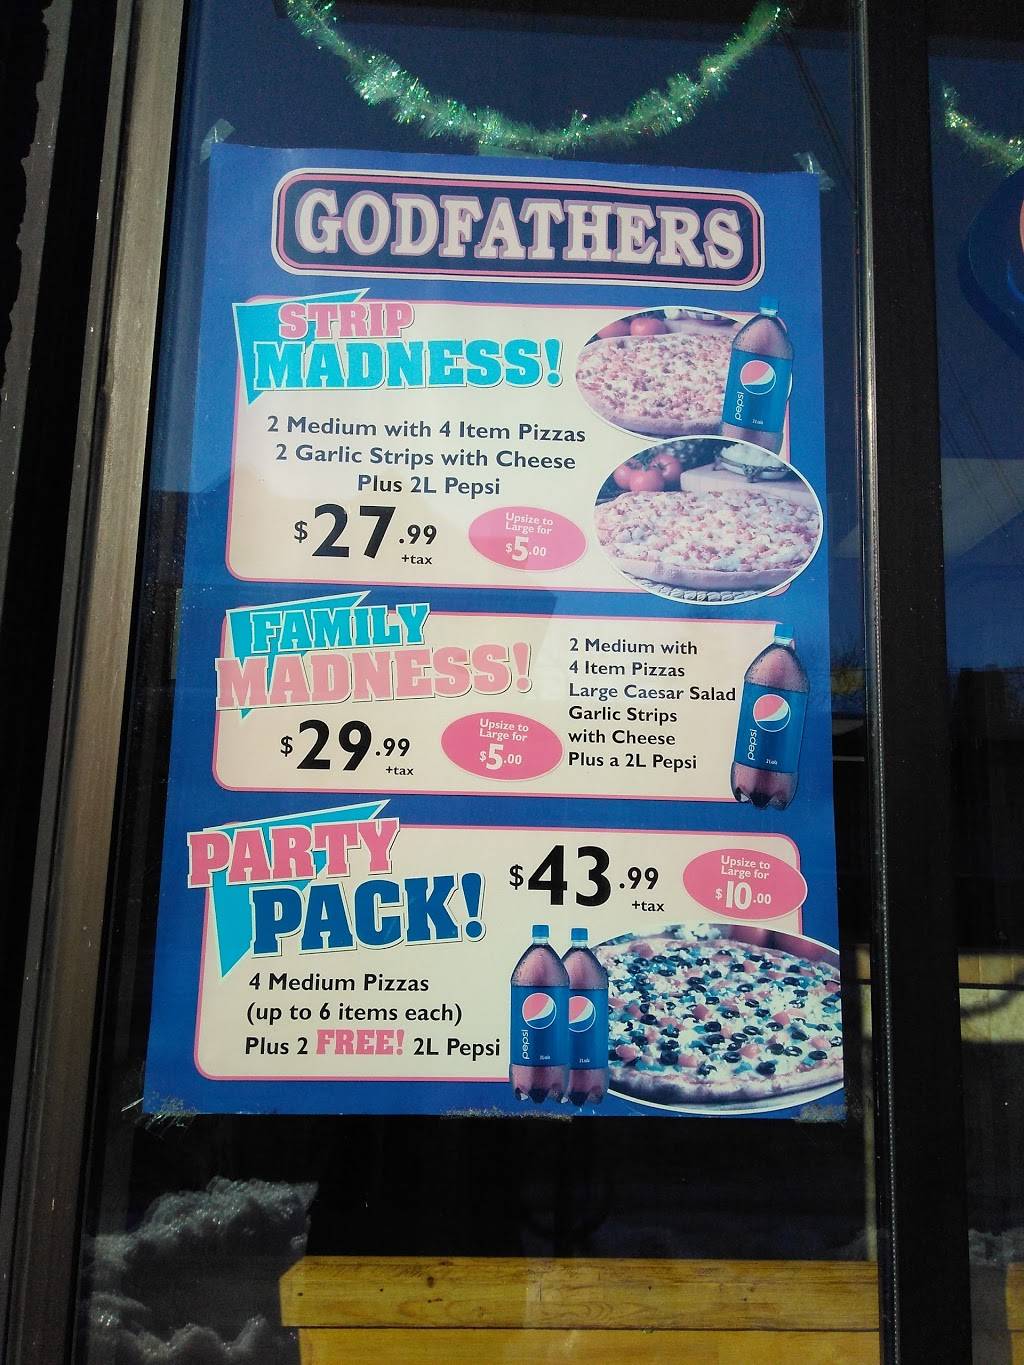 GODFATHERS
STRIP
MADNESS!
2 Medium with 4 Item Pizzas
2 Garlic Strips with Cheese
Plus 2L Pepsi
$27.99
+tax
Upsize to
Large for
$5.00
pepsi
FAMILY
MADNESS!
$29.99
+tax
Upsize to
Large for
$5.00
2 Medium with
4 Item Pizzas
Large Caesar Salad
Garlic Strips
with Cheese
Plus a 2L Pepsi
pepsi
PARTY
PACK!
$43.99
+tax
Upsize to
Large for
$10.00
4 Medium Pizzas
(up to 6 items each)
Plus 2 FREE! 2L Pepsi
pepsi